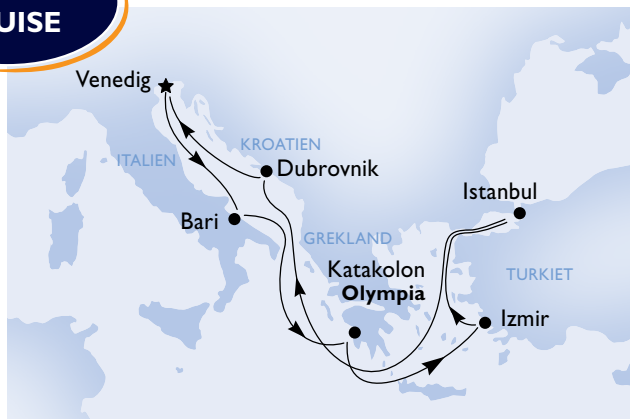 UISE
Venedig
KROATIEN
ITALIEN
Dubrovnik
Istanbul
Bari
GREKLAND
Katakolon
Olympia
TURKIET
Izmir